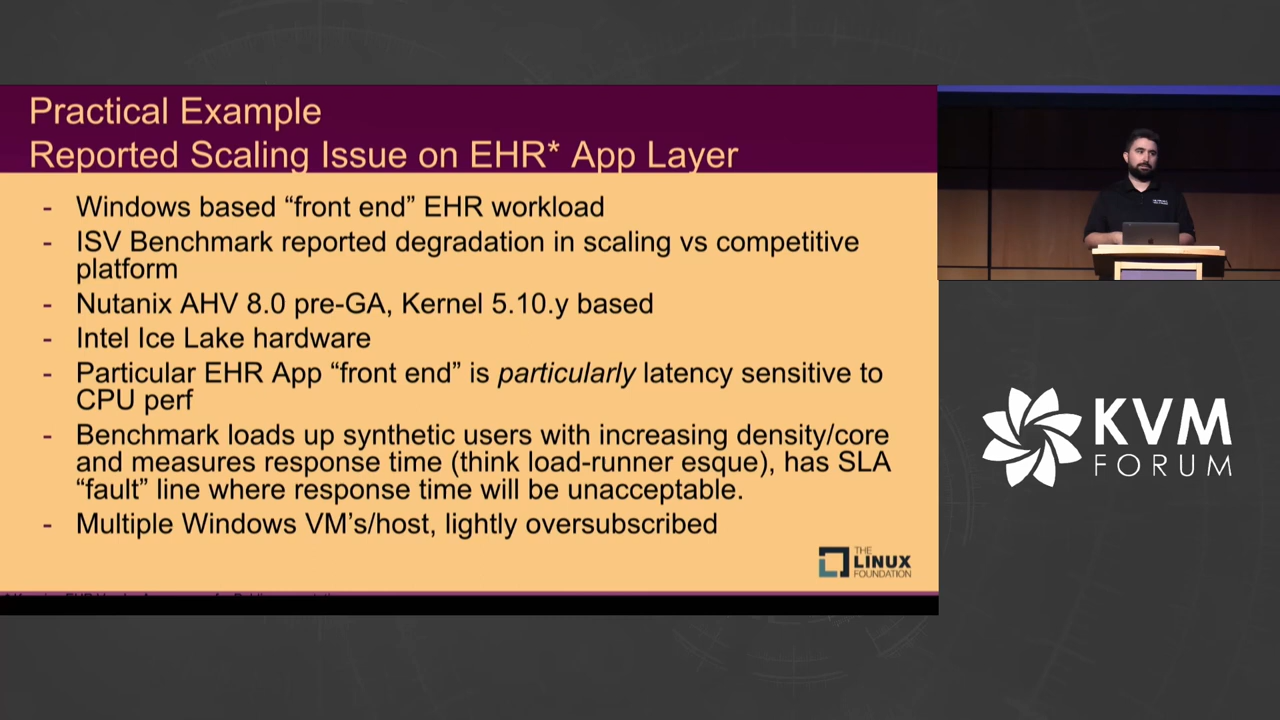 Practical Example
Reported Scaling Issue on EHR* App Layer
- Windows based “front end” EHR workload
- ISV Benchmark reported degradation in scaling vs competitive
platform
- Nutanix AHV 8.0 pre-GA, Kernel 5.10.y based
- Intel Ice Lake hardware
- Particular EHR App “front end” is particularly latency sensitive to
CPU perf
- Benchmark loads up synthetic users with increasing density/core
and measures response time (think load-runner esque), has SLA
“fault” line where response time will be unacceptable.
- Multiple Windows VM’s/host, lightly oversubscribed
THE
LINUX
FOUNDATION
KVM
FORUM